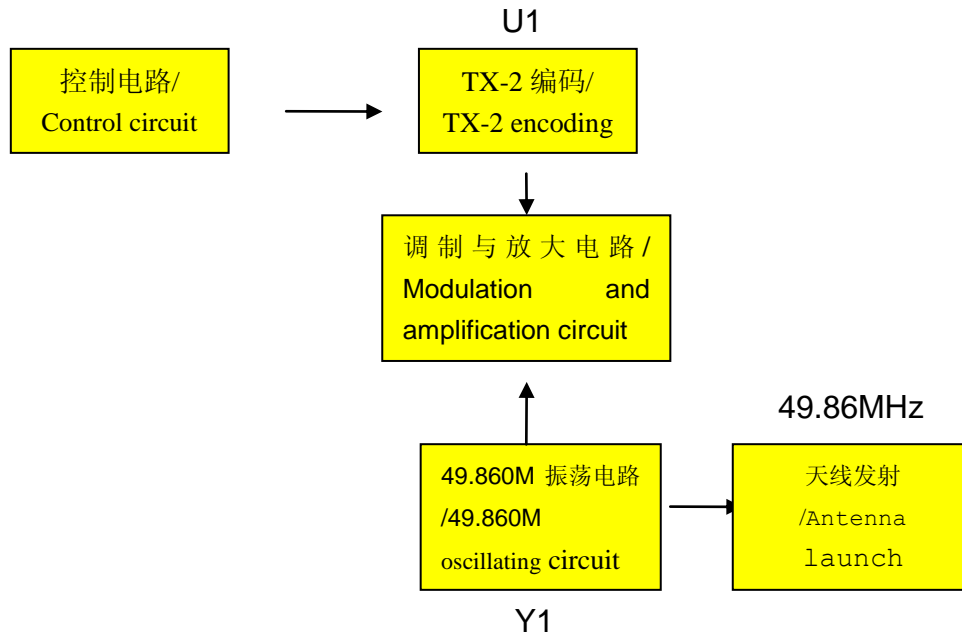 U1
控制电路/
Control circuit
TX-2 编码/
TX-2 encoding
调制与放大电路/
Modulation and
amplification circuit
49.86MHz
49.860M 振荡电路
/49.860M
oscillating circuit
天线发射
/Antenna
launch
Y1